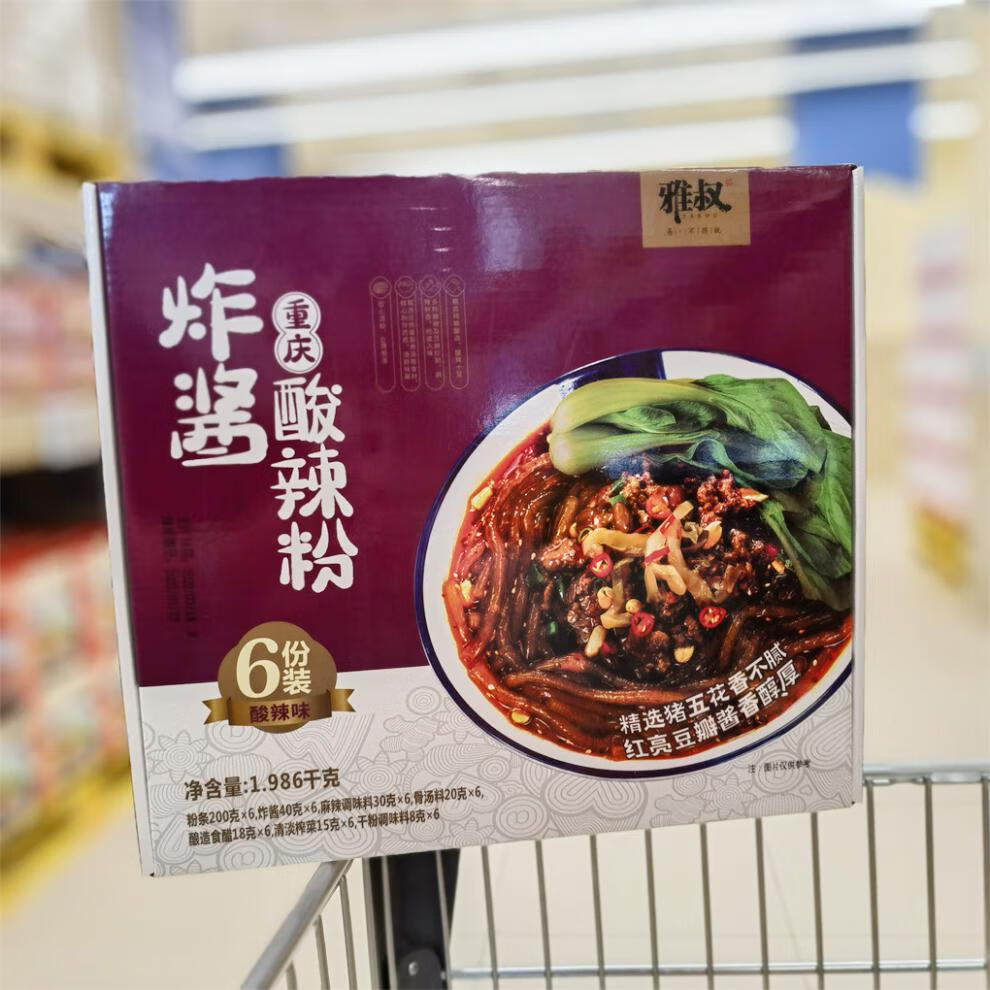 雅叔
YASHU
炸酱
重庆
酸辣粉
6份装
酸辣味
精选猪五花香不腻
红亮豆瓣酱香醇厚
注：图片仅供参考
净含量:1.986千克
粉条200克×6,炸酱40克×6,麻辣调味料30克×6,骨汤料20克×6,
酿造食醋18克×6,清淡榨菜15克×6,干粉调味料8克×6